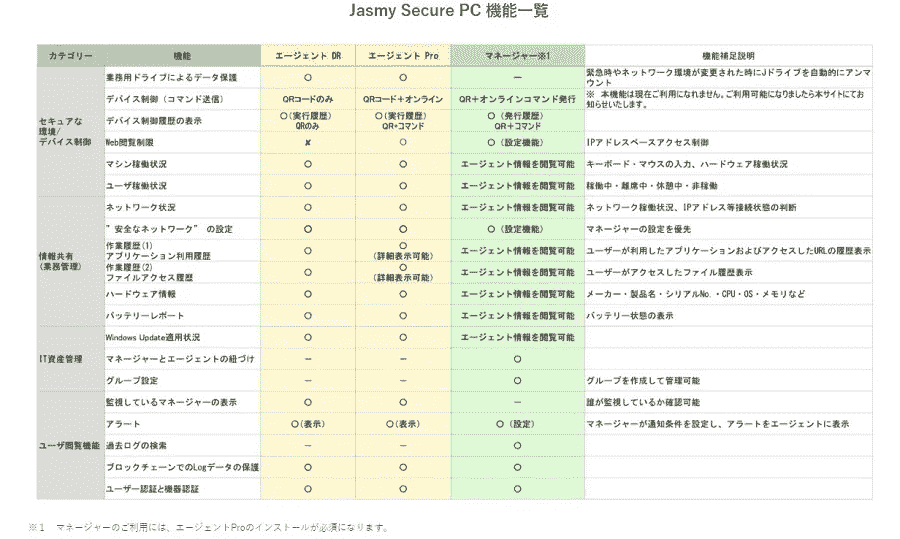 Jasmy Secure PC 機能一覧
カテゴリー 機能 エージェント DR エージェント Pro マネージャー※1 機能補足説明
セキュアな
環境/
デバイス制御
業務用ドライブによるデータ保護 〇 〇 ー 緊急時やネットワーク環境が変更された時にJドライブを自動的にアンマ
ウント
デバイス制御（コマンド送信） QRコードのみ QRコード+オンライン QR+オンラインコマンド発行 ※ 本機能は現在ご利用になれません。ご利用可能になりましたら本サイトにてお
知らせいたします。
デバイス制御履歴の表示 〇(実行履歴) 〇(実行履歴) 〇（発行履歴）
QRのみ QR+コマンド QR+コマンド
Web閲覧制限 ✘ 〇 〇（設定機能） IPアドレスベースアクセス制御
マシン稼働状況 〇 〇 エージェント情報を閲覧可能 キーボード・マウスの入力、ハードウェア稼働状況
ユーザ稼働状況 〇 〇 エージェント情報を閲覧可能 稼働中・離席中・休憩中・非稼働
情報共有
(業務管理)
ネットワーク状況 〇 〇 エージェント情報を閲覧可能 ネットワーク稼働状況、IPアドレス等接続状態の判断
”安全なネットワーク” の設定 〇 〇 〇（設定機能） マネージャーの設定を優先
作業履歴(1)
アプリケーション利用履歴 〇 〇
(詳細表示可能) エージェント情報を閲覧可能 ユーザーが利用したアプリケーションおよびアクセスしたURLの履歴表示
作業履歴(2)
ファイルアクセス履歴 〇 〇
(詳細表示可能) エージェント情報を閲覧可能 ユーザーがアクセスしたファイル履歴表示
ハードウェア情報 〇 〇 エージェント情報を閲覧可能 メーカー・製品名・シリアルNo.・CPU・OS・メモリなど
バッテリーレポート 〇 〇 エージェント情報を閲覧可能 バッテリー状態の表示
IT資産管理
Windows Update適用状況 〇 〇 エージェント情報を閲覧可能
マネージャーとエージェントの紐づけ ー ー 〇
グループ設定 ー ー 〇 グループを作成して管理可能
ユーザ閲覧機能
監視しているマネージャーの表示 〇 〇 ー 誰が監視しているか確認可能
アラート 〇(表示) 〇(表示) 〇（設定） マネージャーが通知条件を設定し、アラートをエージェントに表示
過去ログの検索 ー ー 〇
ブロックチェーンでのLogデータの保護 〇 〇 〇
ユーザー認証と機器認証 〇 〇 〇
※１ マネージャーのご利用には、エージェントProのインストールが必須になります。